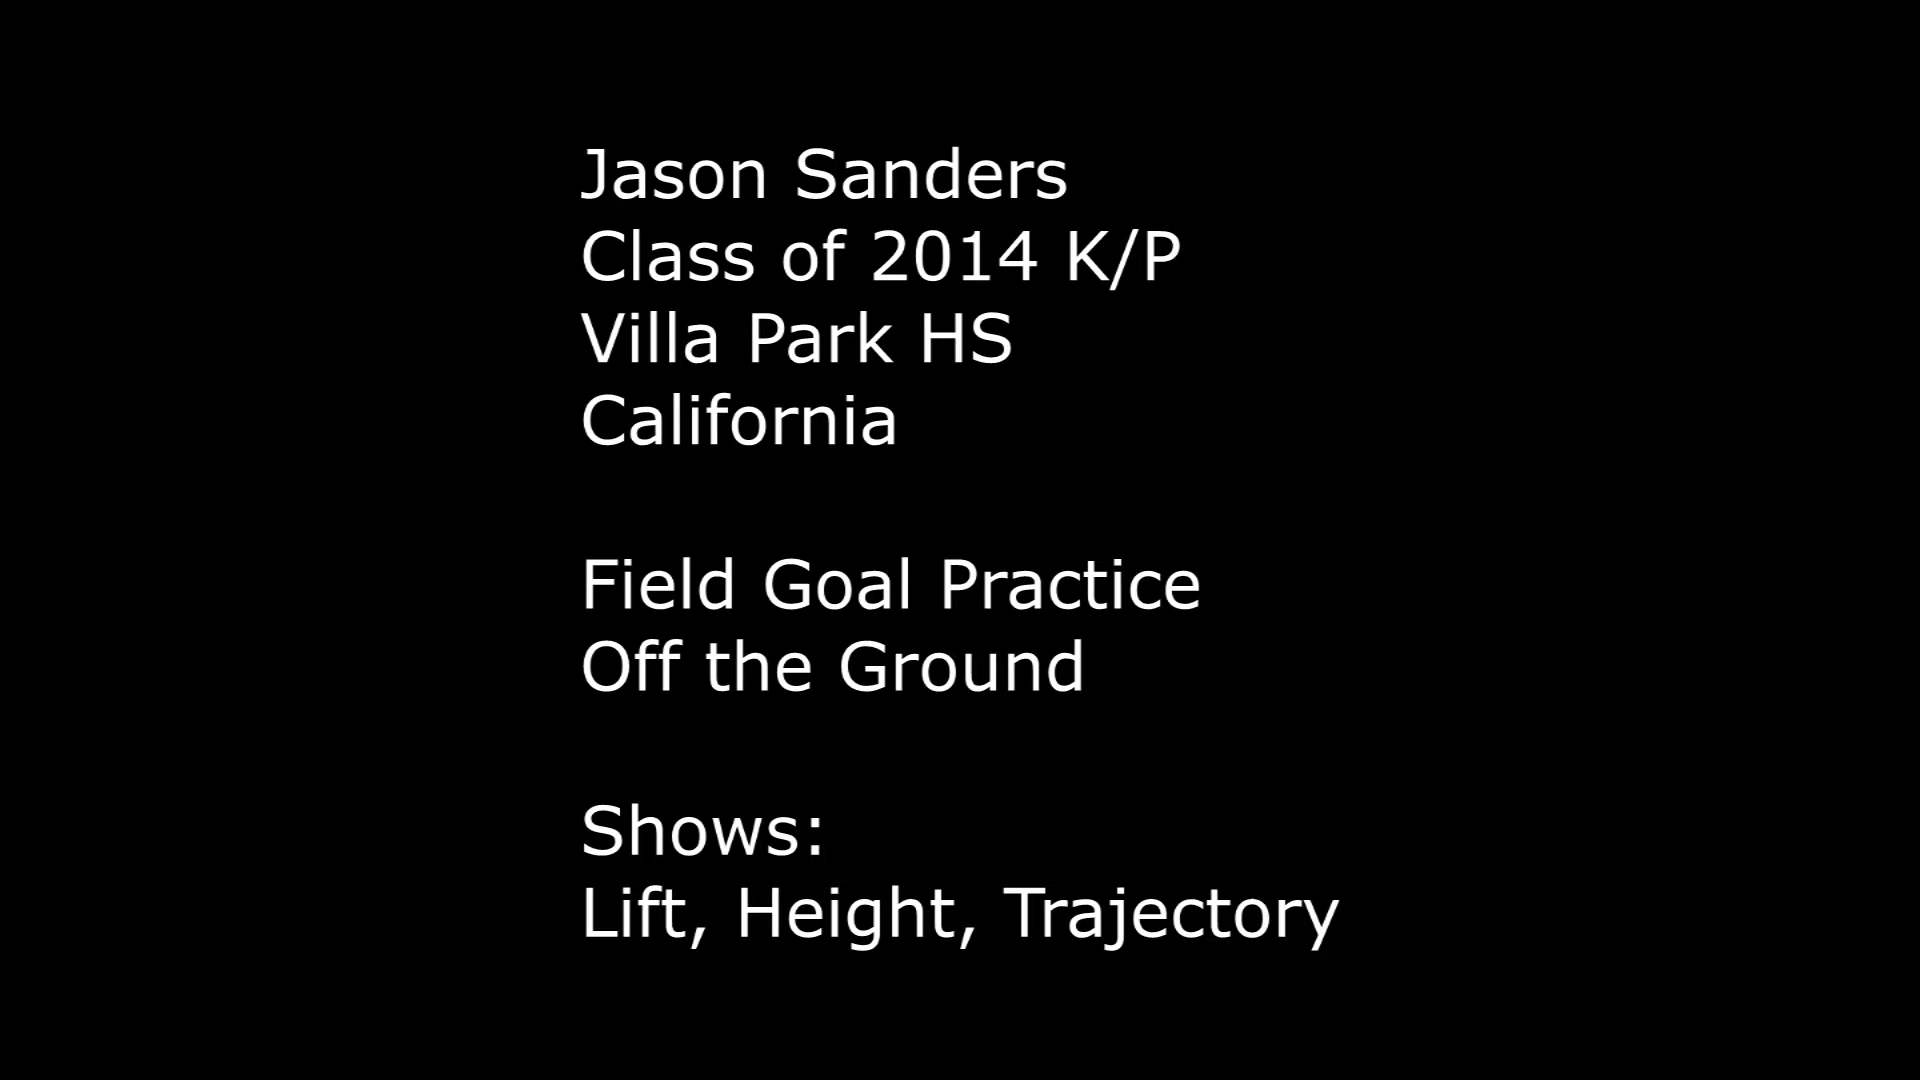 Jason Sanders
Class of 2014 K/P
Villa Park HS
California
Field Goal Practice
Off the Ground
Shows:
Lift, Height, Trajectory